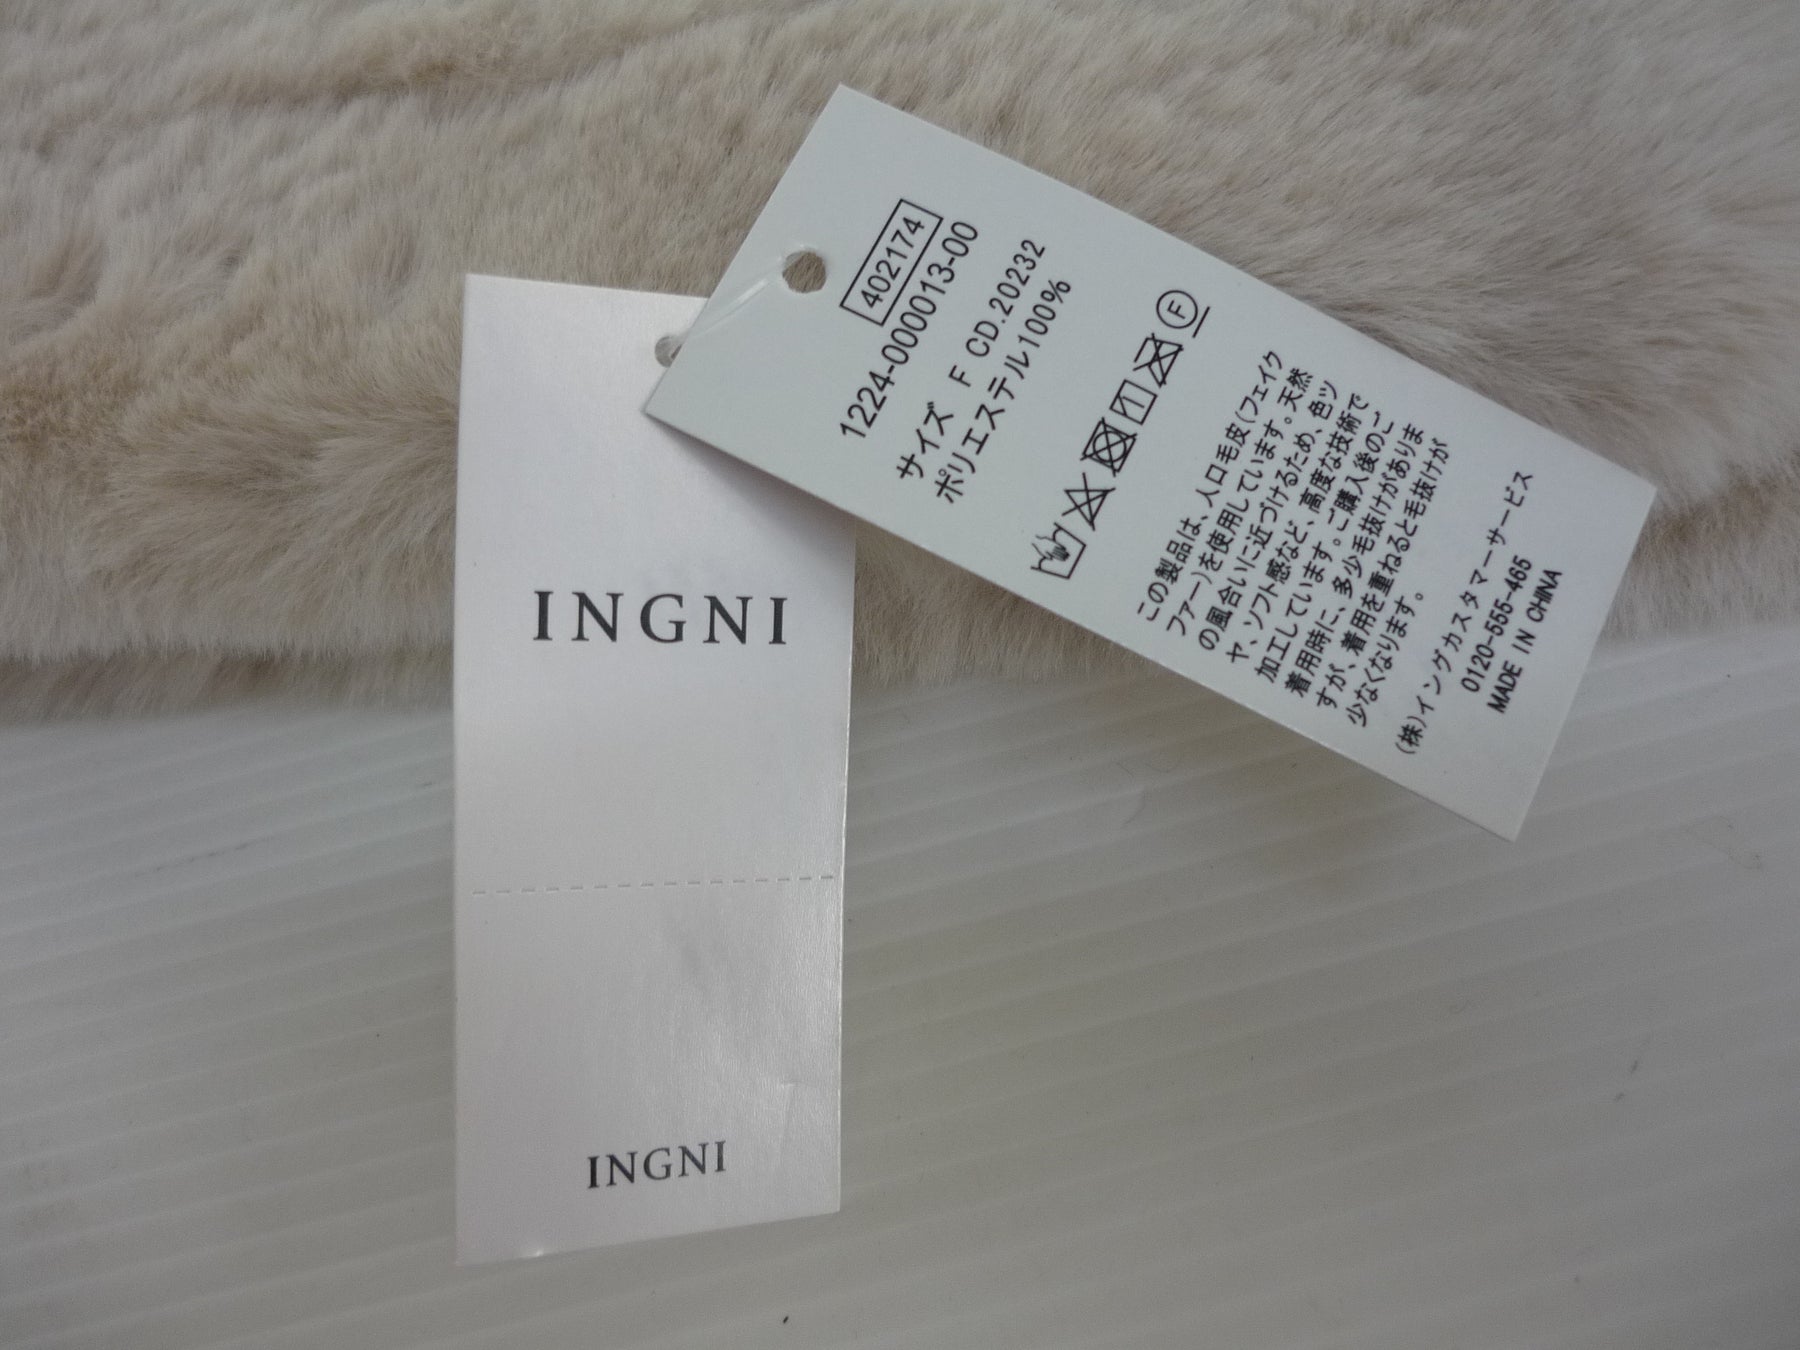 INGNI
INGNI
402174
1224-000013-00
サイズ F CD.20232
ポリエステル100%
F
この製品は、人口毛皮(フェイク
ファー)を使用しています。天然
の風合いに近づけるため、色ツ
ヤ、ソフト感など、高度な技術で
加工しています。ご購入後のご
着用時に、多少毛抜けがありま
すが、着用を重ねると毛抜けが
少なくなります。
(株)イングカスタマーサービス
0120-555-465
MADE IN CHINA